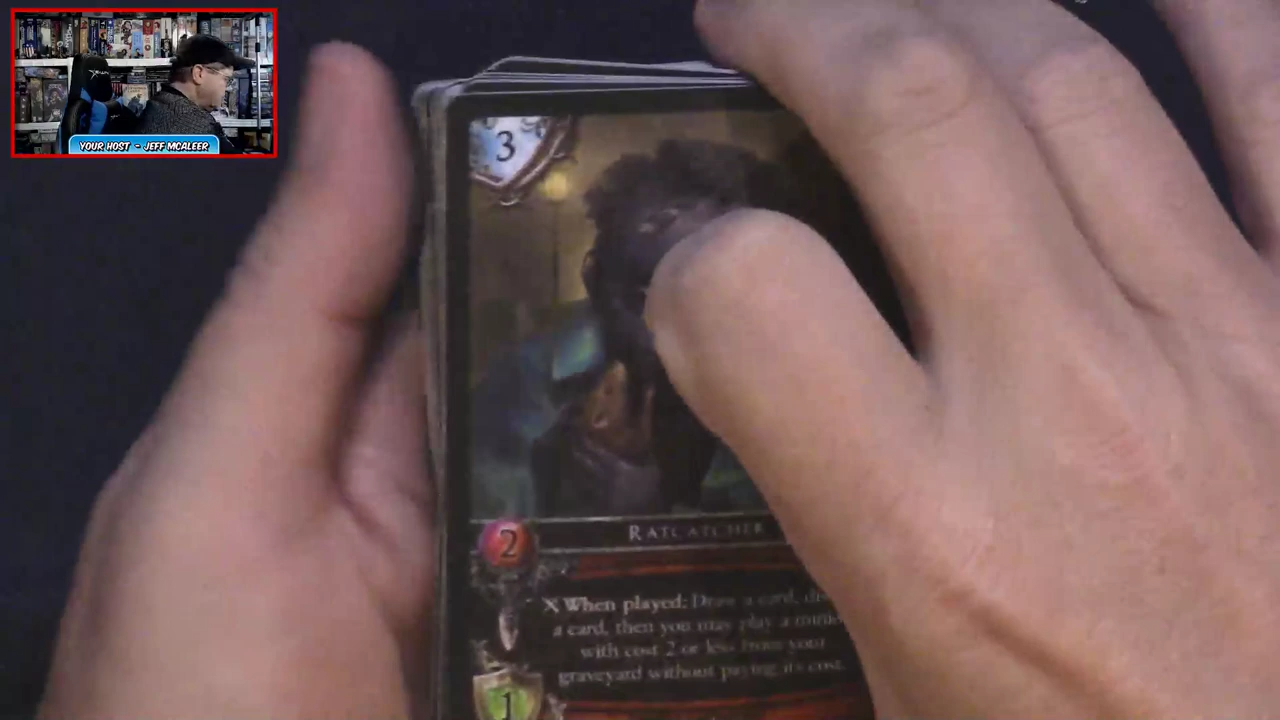 YOUR HOST - JEFF MCALEER
3
RATCATCHER
2
X When played: Draw a card,
a card, then you may play a
with cost 2 or less from your
graveyard without paying its cost.
1